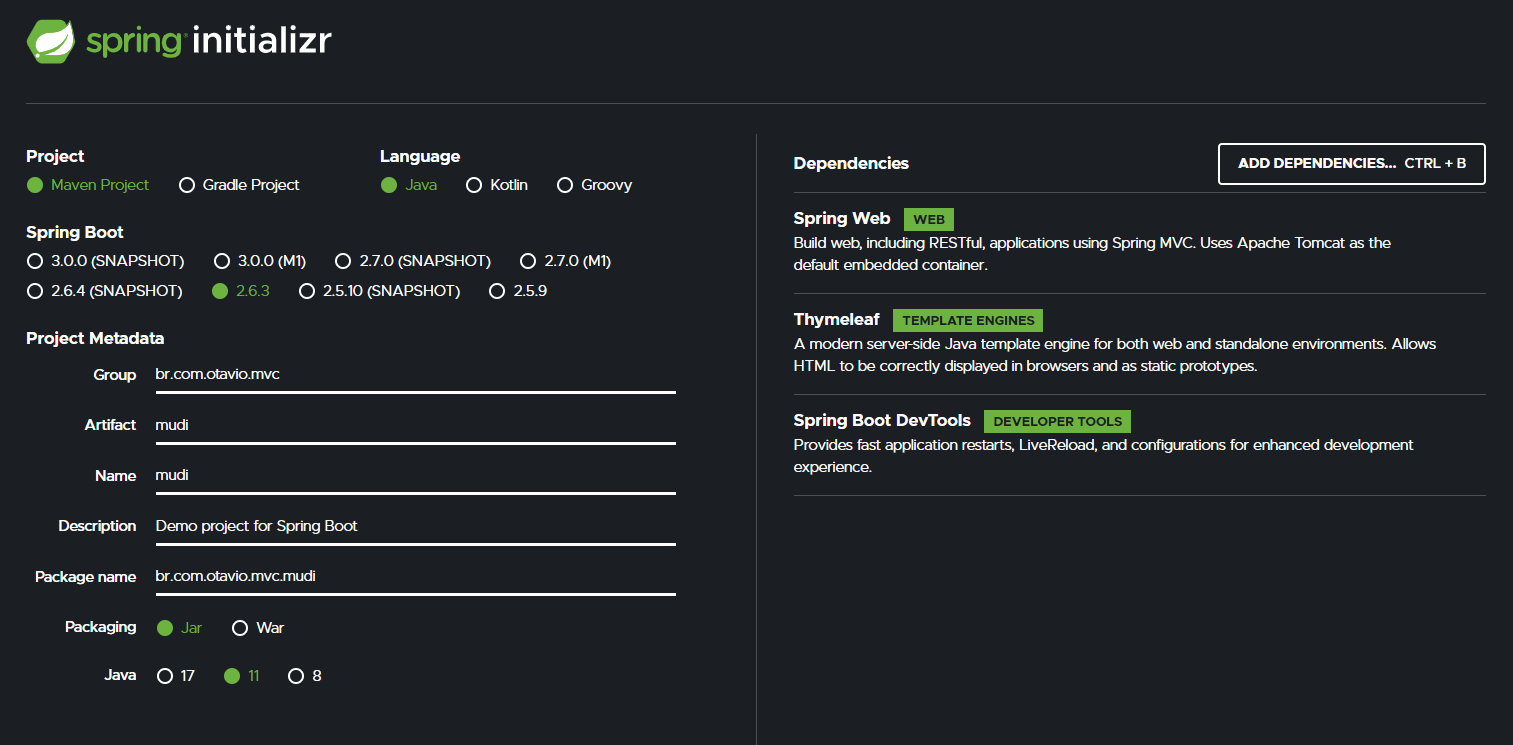 spring initializr
Project
Maven Project Gradle Project
Language
Java Kotlin Groovy
Spring Boot
3.0.0 (SNAPSHOT) 3.0.0 (M1) 2.7.0 (SNAPSHOT) 2.7.0 (M1)
2.6.4 (SNAPSHOT) 2.6.3 2.5.10 (SNAPSHOT) 2.5.9
Project Metadata
Group br.com.otavio.mvc
Artifact mudi
Name mudi
Description Demo project for Spring Boot
Package name br.com.otavio.mvc.mudi
Packaging Jar War
Java 17 11 8
Dependencies ADD DEPENDENCIES... CTRL + B
Spring Web WEB
Build web, including RESTful, applications using Spring MVC. Uses Apache Tomcat as the
default embedded container.
Thymeleaf TEMPLATE ENGINES
A modern server-side Java template engine for both web and standalone environments. Allows
HTML to be correctly displayed in browsers and as static prototypes.
Spring Boot DevTools DEVELOPER TOOLS
Provides fast application restarts, LiveReload, and configurations for enhanced development
experience.